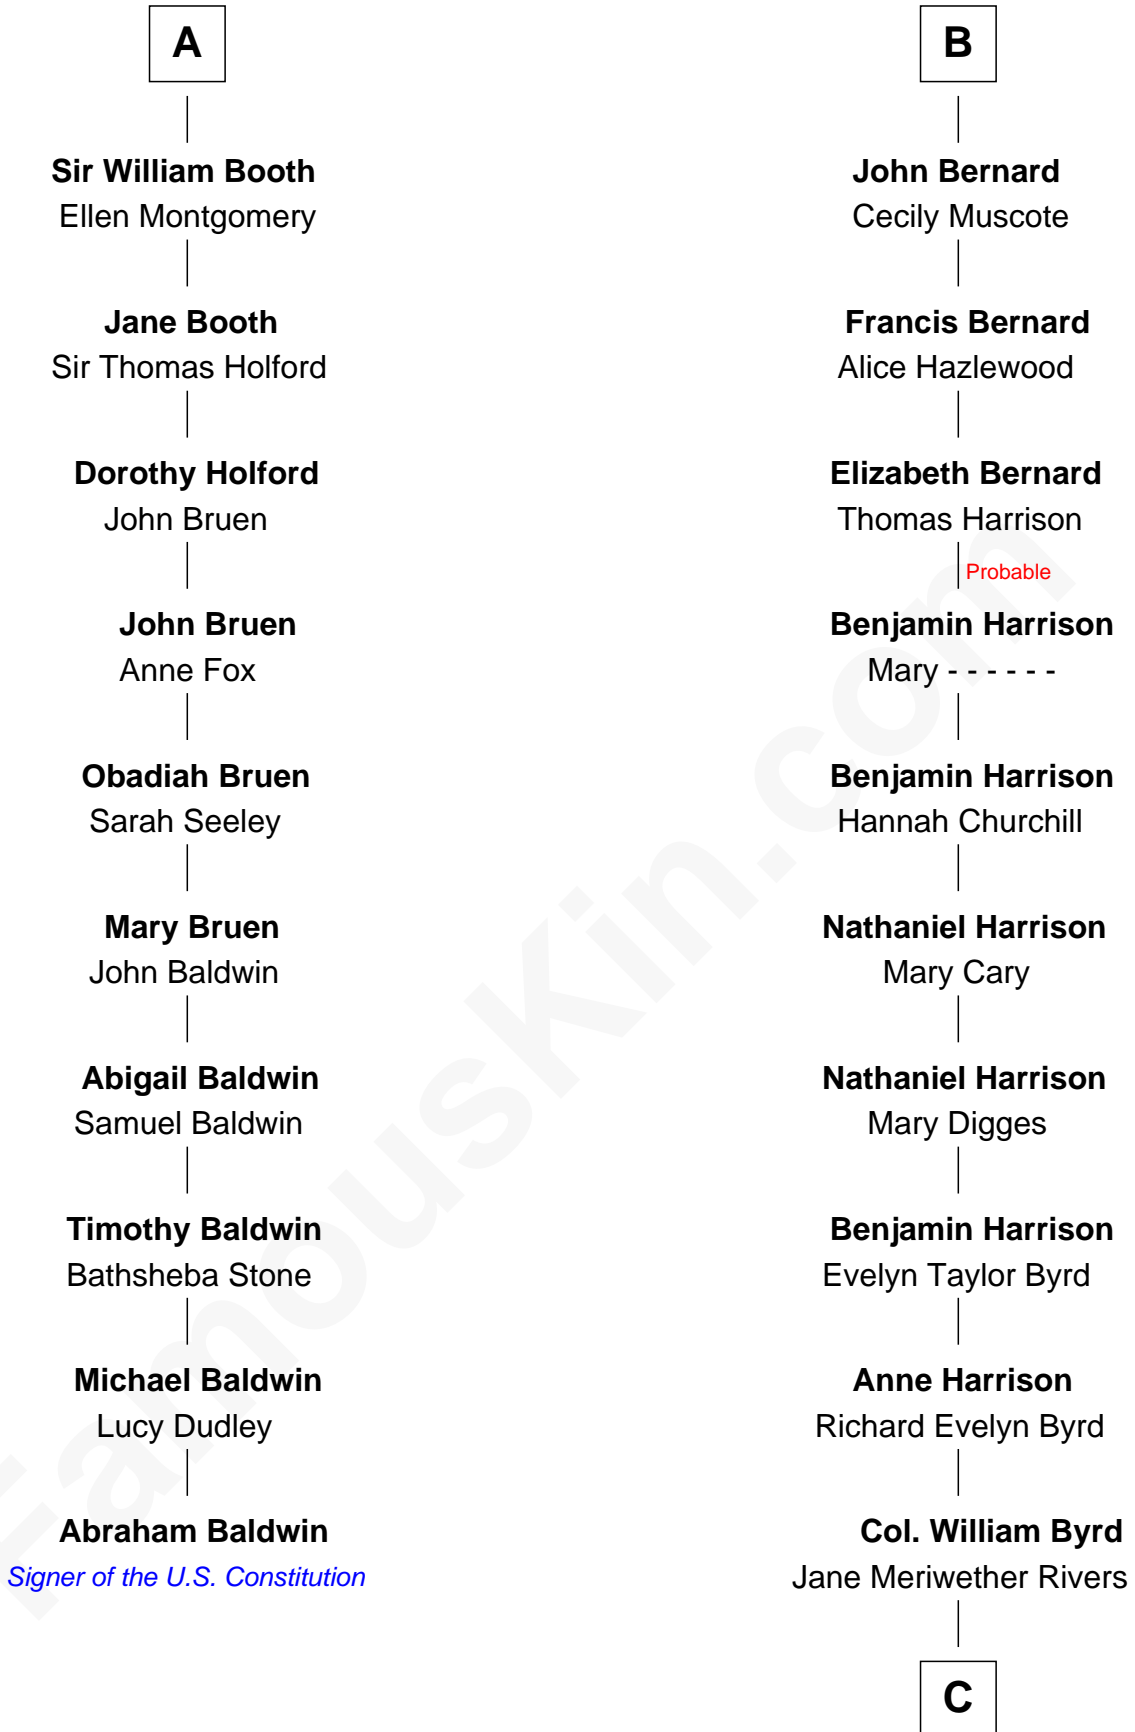 A
Sir William Booth
Ellen Montgomery
Jane Booth
Sir Thomas Holford
Dorothy Holford
John Bruen
John Bruen
Anne Fox
Obadiah Bruen
Sarah Seeley
Mary Bruen
John Baldwin
Abigail Baldwin
Samuel Baldwin
Timothy Baldwin
Bathsheba Stone
Michael Baldwin
Lucy Dudley
Abraham Baldwin
Signer of the U.S. Constitution
B
John Bernard
Cecily Muscote
Francis Bernard
Alice Hazlewood
Elizabeth Bernard
Thomas Harrison
Probable
Benjamin Harrison
Mary - - - - - -
Benjamin Harrison
Hannah Churchill
Nathaniel Harrison
Mary Cary
Nathaniel Harrison
Mary Digges
Benjamin Harrison
Evelyn Taylor Byrd
Anne Harrison
Richard Evelyn Byrd
Col. William Byrd
Jane Meriwether Rivers
C
FamousKin.com